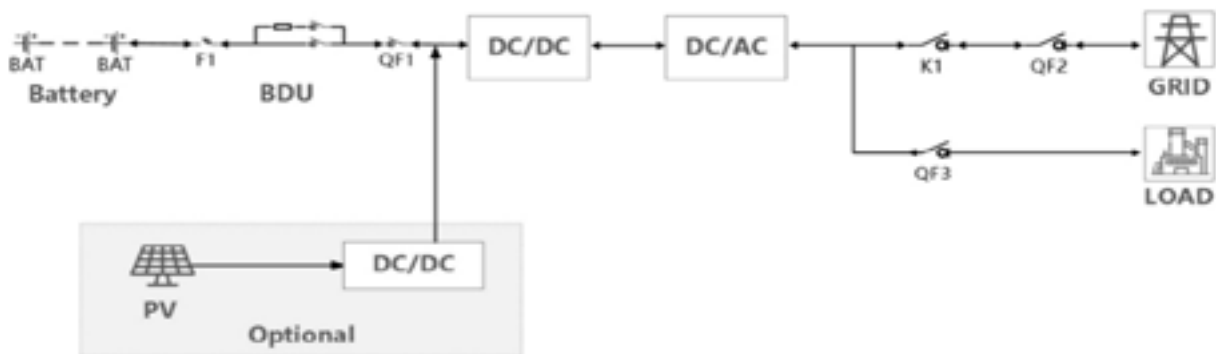 BAT
BAT
F1
QF1
DC/DC
DC/AC
K1
QF2
GRID
Battery
BDU
QF3
LOAD
DC/DC
PV
Optional